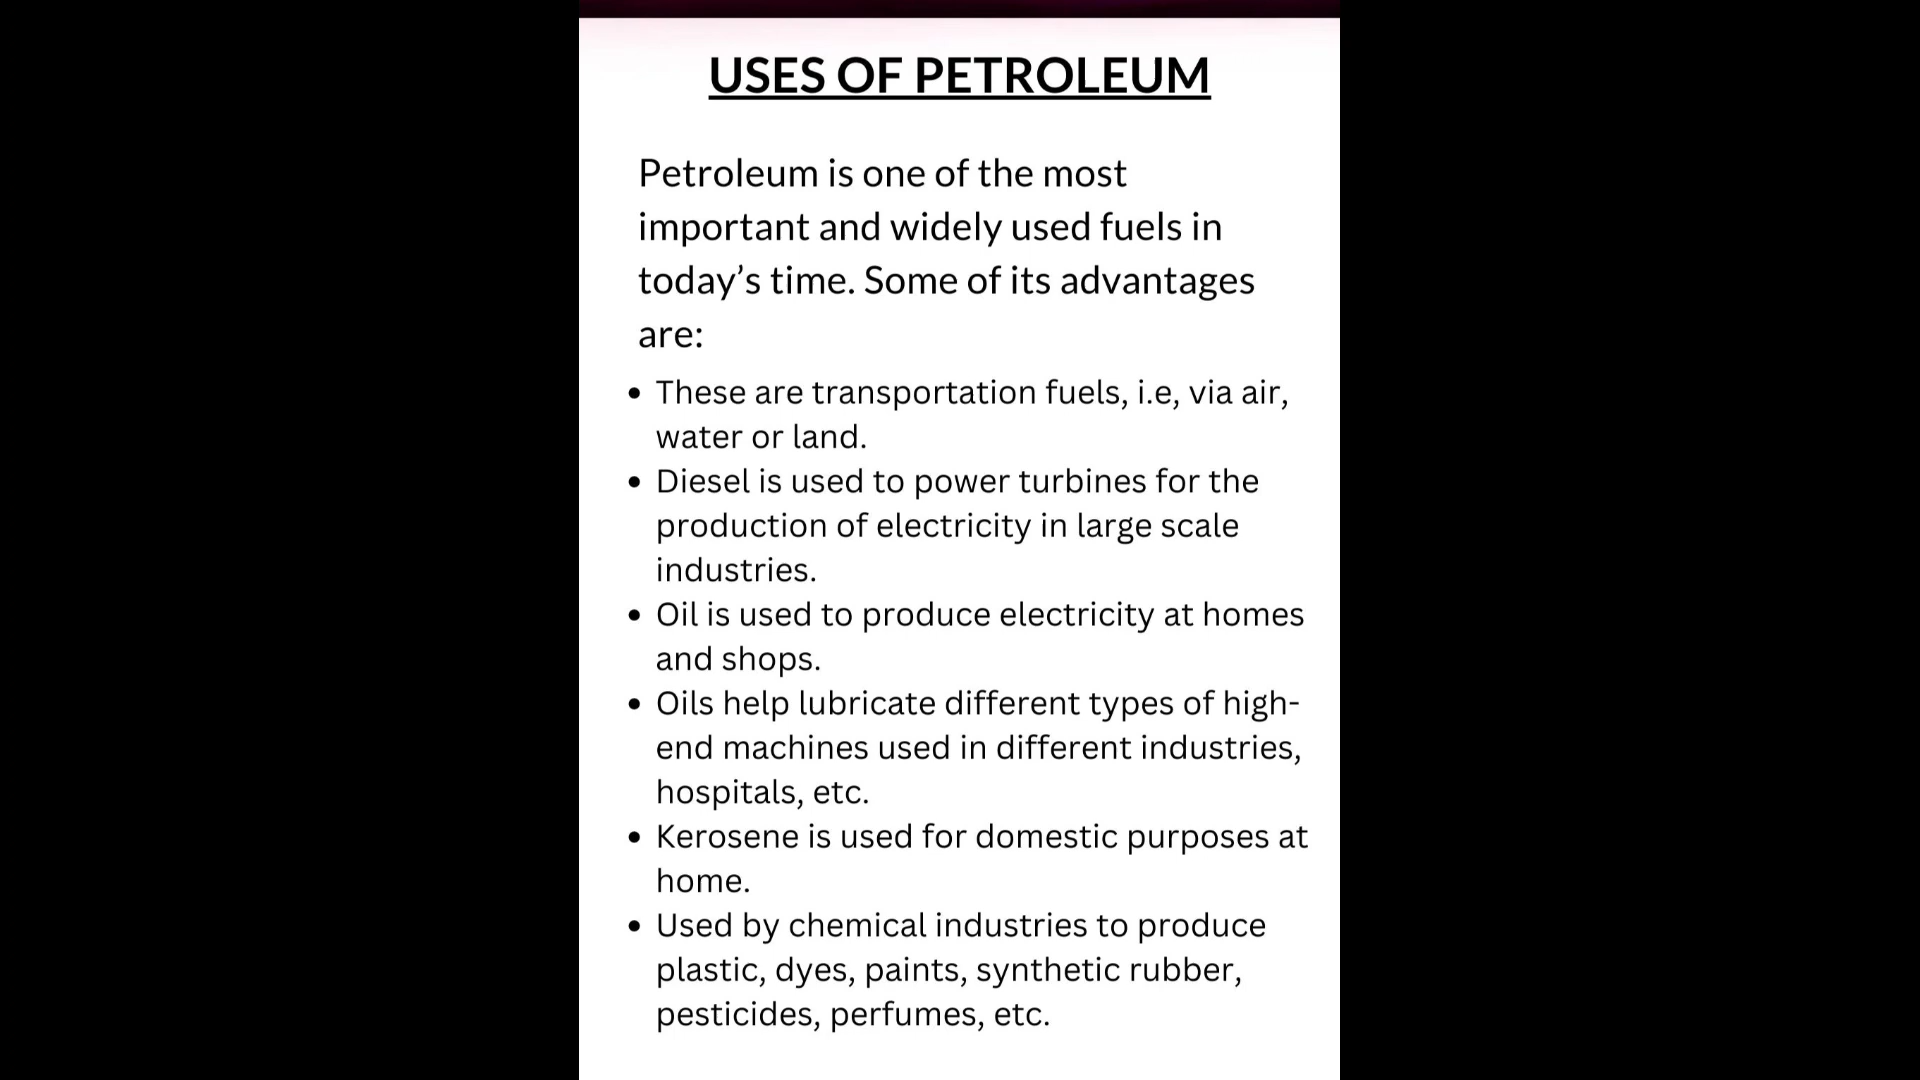 USES OF PETROLEUM
Petroleum is one of the most
important and widely used fuels in
today’s time. Some of its advantages
are:
• These are transportation fuels, i.e, via air,
water or land.
• Diesel is used to power turbines for the
production of electricity in large scale
industries.
• Oil is used to produce electricity at homes
and shops.
• Oils help lubricate different types of high-
end machines used in different industries,
hospitals, etc.
• Kerosene is used for domestic purposes at
home.
• Used by chemical industries to produce
plastic, dyes, paints, synthetic rubber,
pesticides, perfumes, etc.